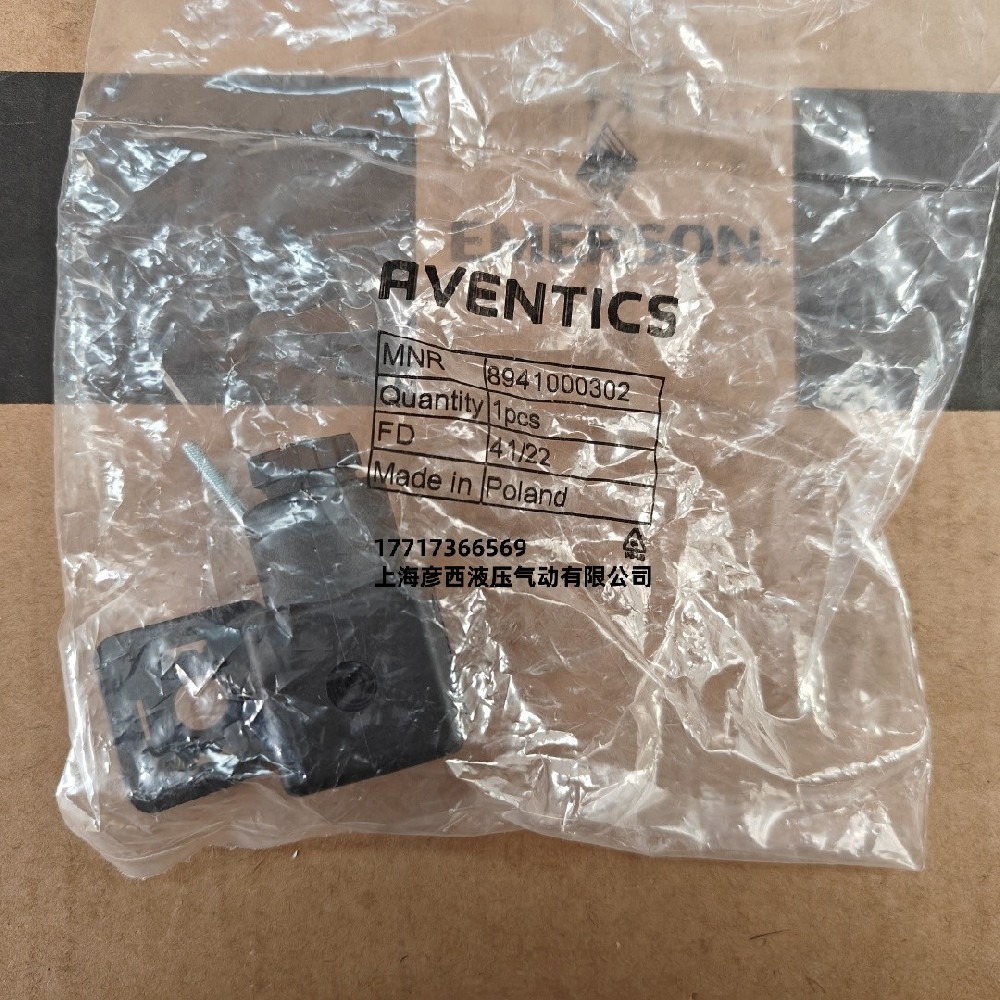 EMERSON
AVENTICS
MNR 8941000302
Quantity 1pcs
FD 41/22
Made in Poland
17717366569
上海彦西液压气动有限公司